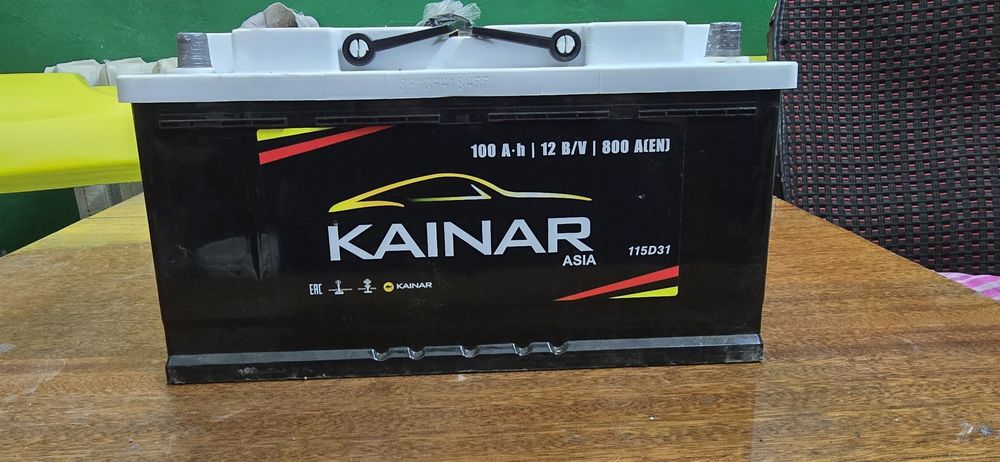 100 A·h | 12 B/V | 800 A(EN)
KAINAR
ASIA
115D31
EAC
KAINAR